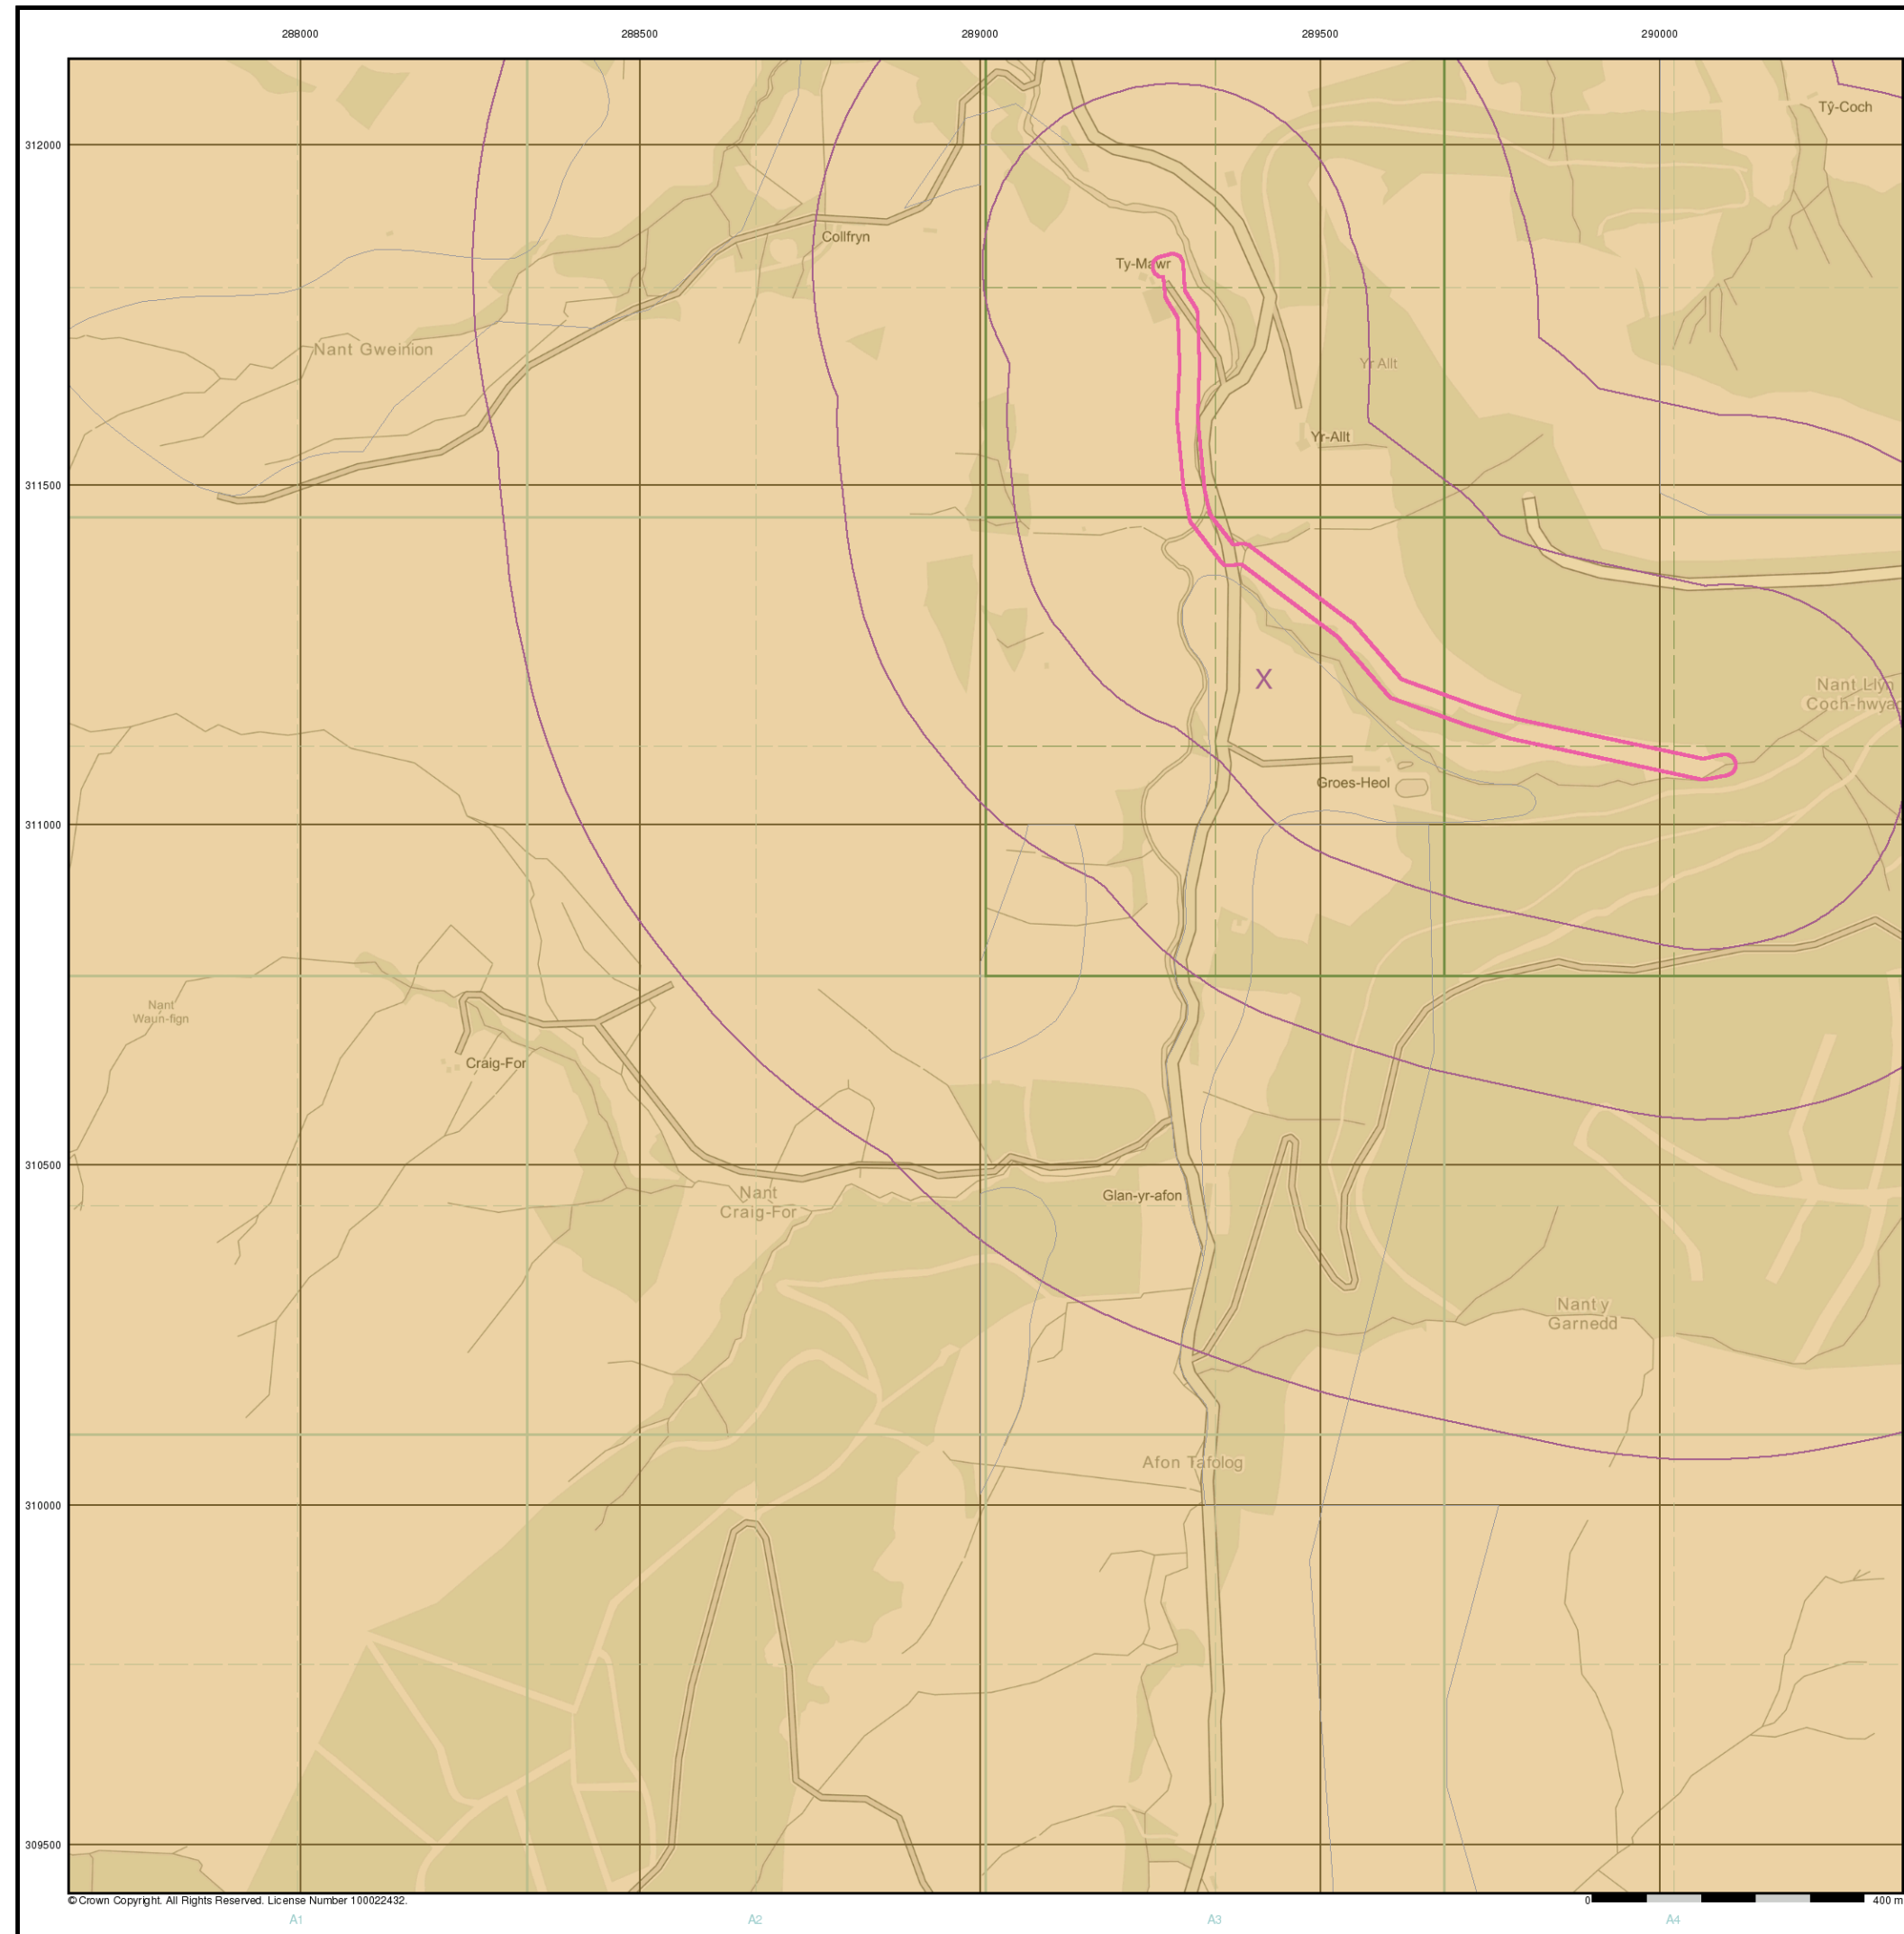 288000 288500 289000 289500 290000
Tŷ-Coch
312000
Collfryn
Ty-Mawr
Nant Gweinion
Yr Allt
Yr-Allt
311500
X
Nant Llyn
Coch-hwyad
Groes-Heol
311000
Nant
Waun-fign
Craig-For
310500
Nant
Craig-For
Glan-yr-afon
Nant y
Garnedd
Afon Tafolog
310000
309500
© Crown Copyright. All Rights Reserved. License Number 100022432.
0 400 m
A1 A2 A3 A4